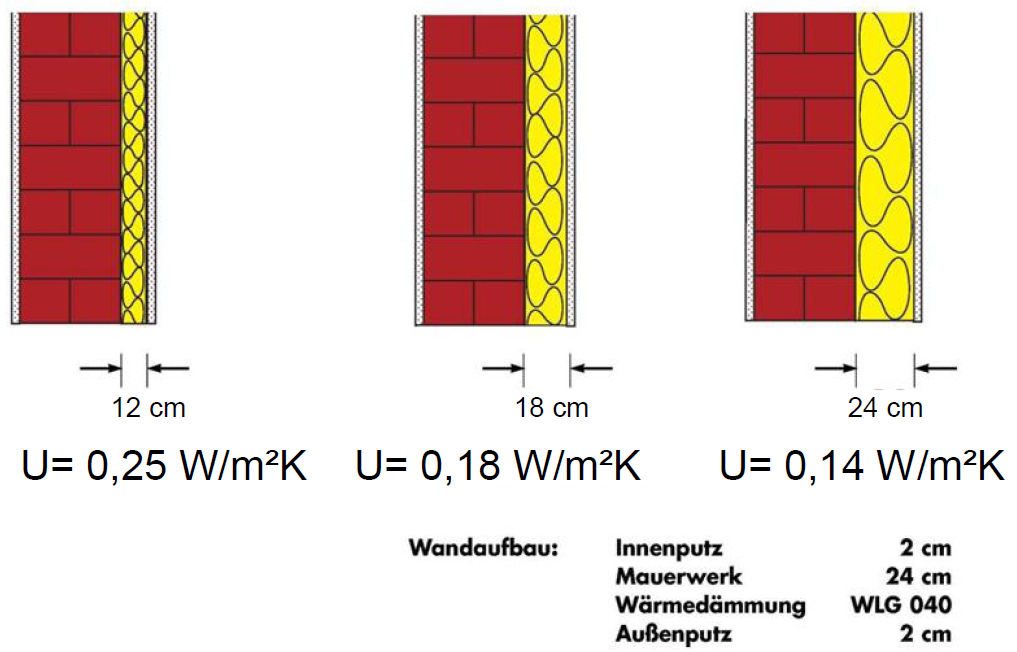 12 cm
18 cm
24 cm
U= 0,25 W/m²K
U= 0,18 W/m²K
U= 0,14 W/m²K
Wandaufbau: Innenputz 2 cm
Mauerwerk 24 cm
Wärmedämmung WLG 040
Außenputz 2 cm